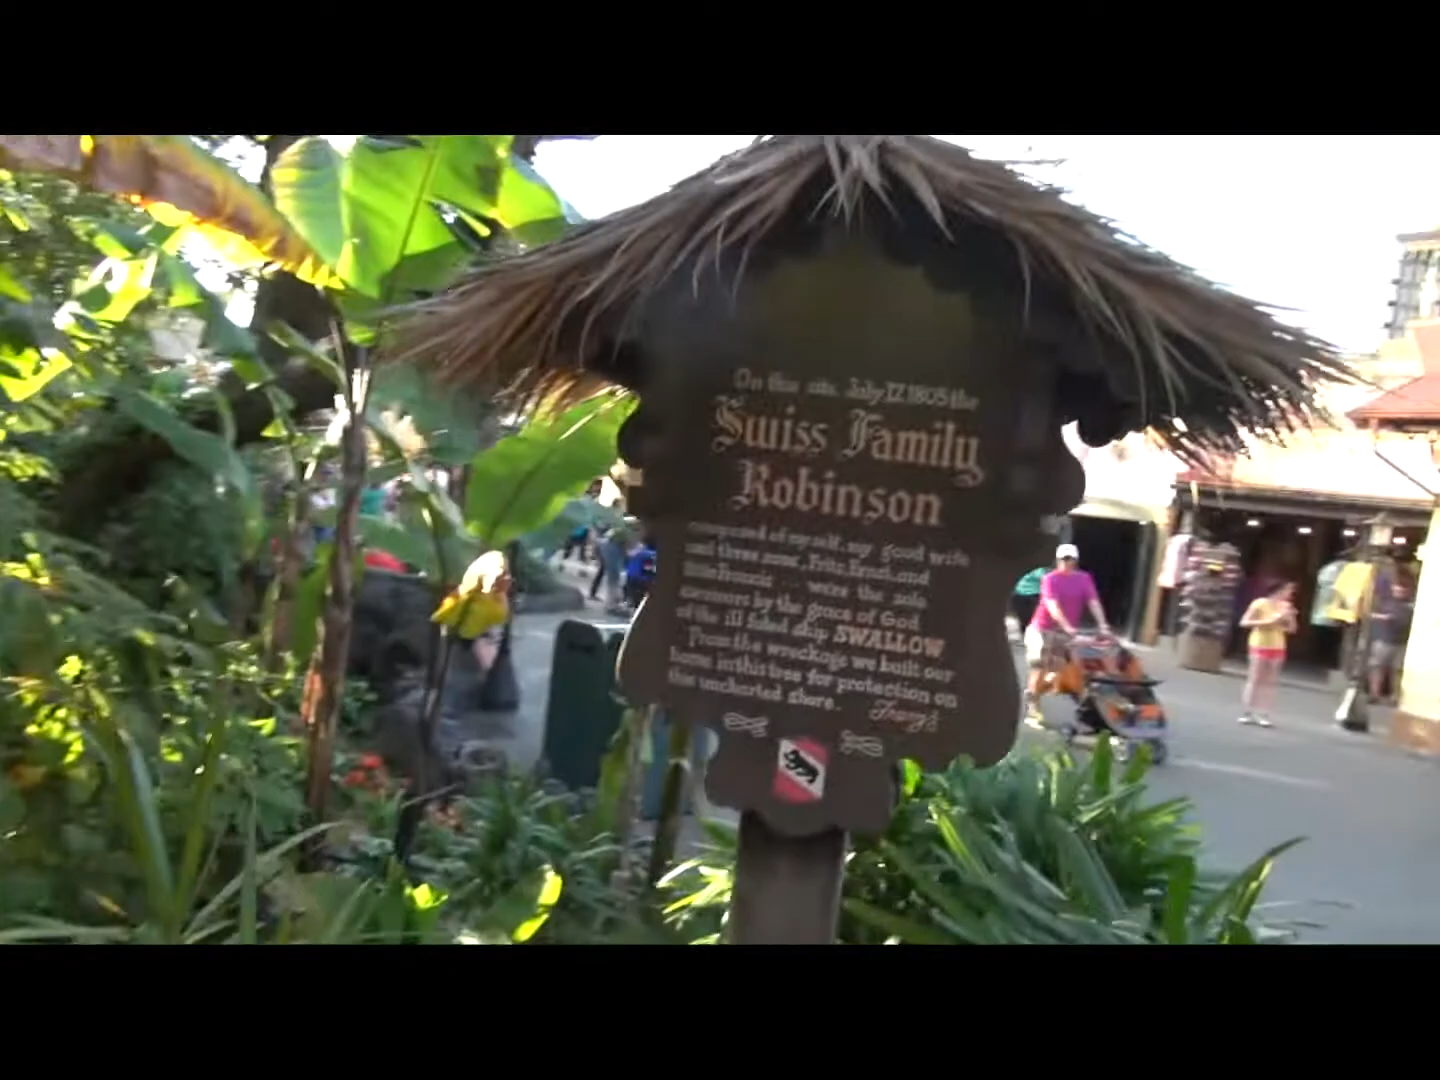 On this site, July 17, 1805 the
Swiss Family
Robinson
composed of myself, my good wife
and three sons, Fritz, Ernst, and
little Francis were the sole
survivors by the grace of God
of the ill fated ship SWALLOW
From the wreckage we built our
home in this tree for protection on
this uncharted shore. Franz